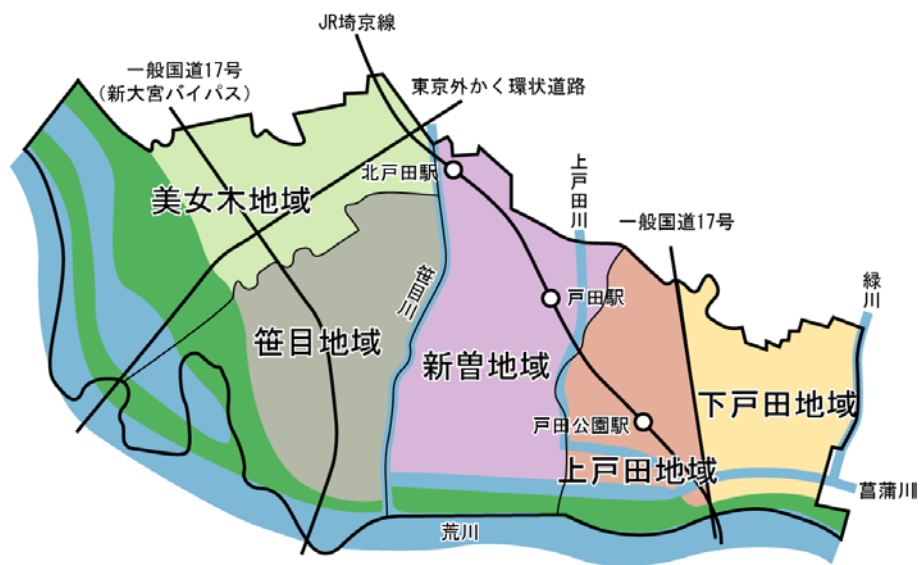 JR埼京線
一般国道17号
（新大宮バイパス）
東京外かく環状道路
北戸田駅
上戸田川
美女木地域
一般国道17号
緑川
笹目川
戸田駅
笹目地域
新曽地域
下戸田地域
戸田公園駅
上戸田地域
菖蒲川
荒川